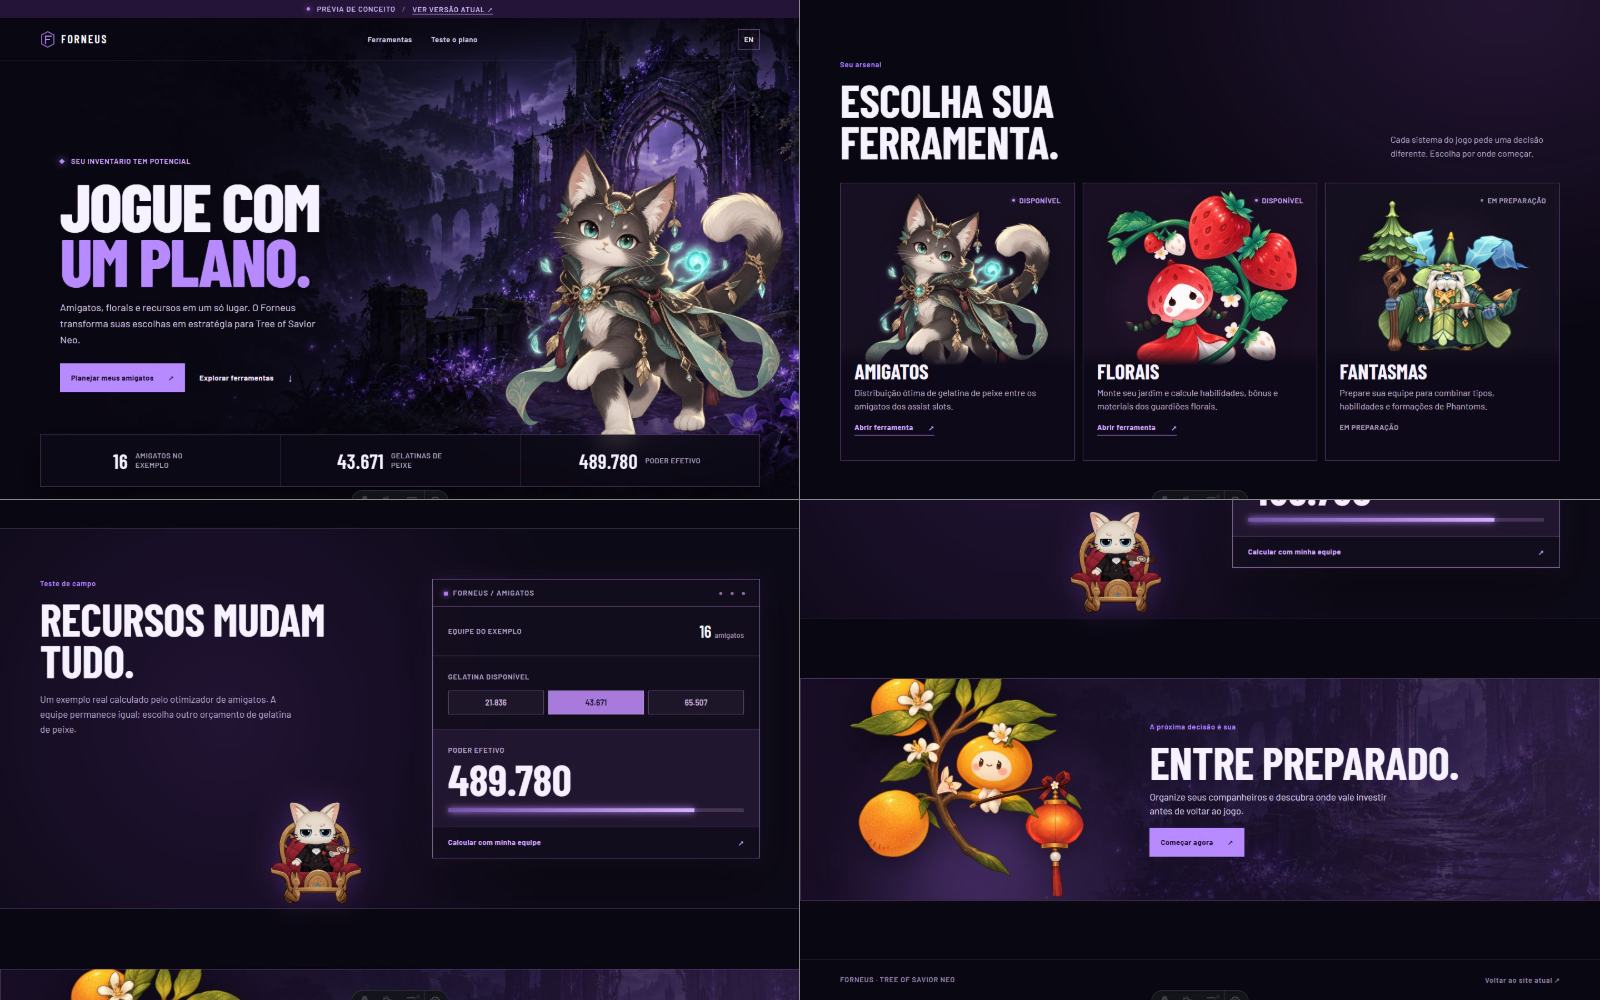 PRÉVIA DE CONCEITO / VER VERSÃO ATUAL ↗
FORNEUS
Ferramentas
Teste o plano
EN
SEU INVENTÁRIO TEM POTENCIAL
JOGUE COM
UM PLANO.
Amigatos, florais e recursos em um só lugar. O Forneus
transforma suas escolhas em estratégia para Tree of Savior
Neo.
Planejar meus amigatos ↗
Explorar ferramentas ↓
16 AMIGATOS NO
EXEMPLO
43.671 GELATINAS DE
PEIXE
489.780 PODER EFETIVO
Seu arsenal
ESCOLHA SUA
FERRAMENTA.
Cada sistema do jogo pede uma decisão
diferente. Escolha por onde começar.
DISPONÍVEL
AMIGATOS
Distribuição ótima de gelatina de peixe entre os
amigatos dos assist slots.
Abrir ferramenta ↗
DISPONÍVEL
FLORAIS
Monte seu jardim e calcule habilidades, bônus e
materiais dos guardiões florais.
Abrir ferramenta ↗
EM PREPARAÇÃO
FANTASMAS
Prepare sua equipe para combinar tipos,
habilidades e formações de Phantoms.
EM PREPARAÇÃO
Teste de campo
RECURSOS MUDAM
TUDO.
Um exemplo real calculado pelo otimizador de amigatos. A
equipe permanece igual; escolha outro orçamento de gelatina
de peixe.
FORNEUS / AMIGATOS
EQUIPE DO EXEMPLO
16 amigatos
GELATINA DISPONÍVEL
21.836
43.671
65.507
PODER EFETIVO
489.780
Calcular com minha equipe ↗
Calcular com minha equipe ↗
A próxima decisão é sua
ENTRE PREPARADO.
Organize seus companheiros e descubra onde vale investir
antes de voltar ao jogo.
Começar agora ↗
FORNEUS · TREE OF SAVIOR NEO
Voltar ao site atual ↗